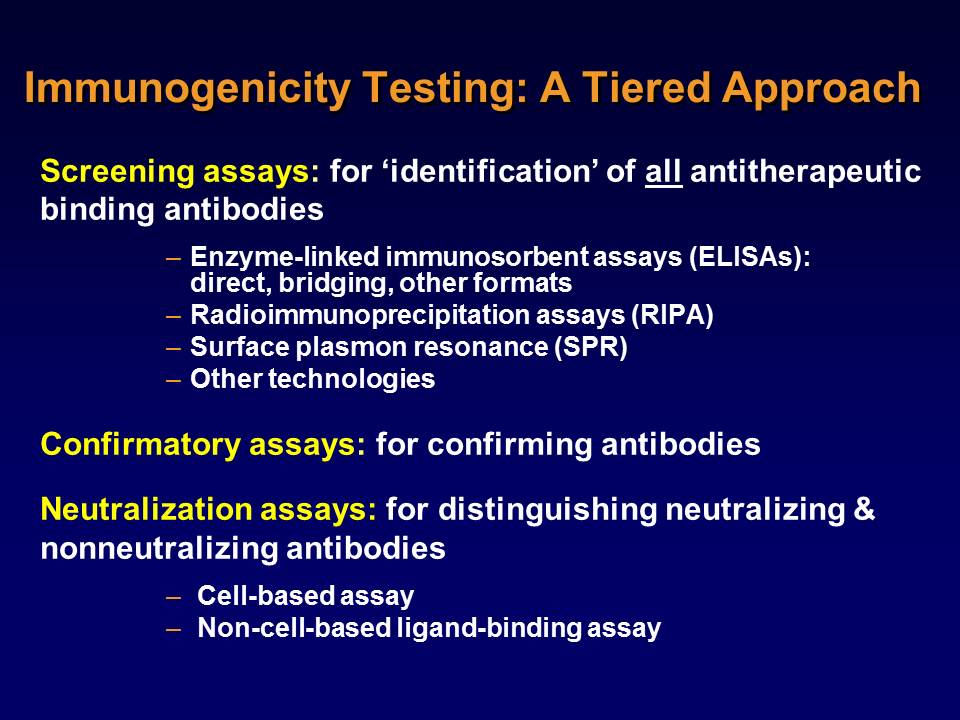 Immunogenicity Testing: A Tiered Approach
Screening assays: for ‘identification’ of all antitherapeutic
binding antibodies
– Enzyme-linked immunosorbent assays (ELISAs):
direct, bridging, other formats
– Radioimmunoprecipitation assays (RIPA)
– Surface plasmon resonance (SPR)
– Other technologies
Confirmatory assays: for confirming antibodies
Neutralization assays: for distinguishing neutralizing &
nonneutralizing antibodies
– Cell-based assay
– Non-cell-based ligand-binding assay